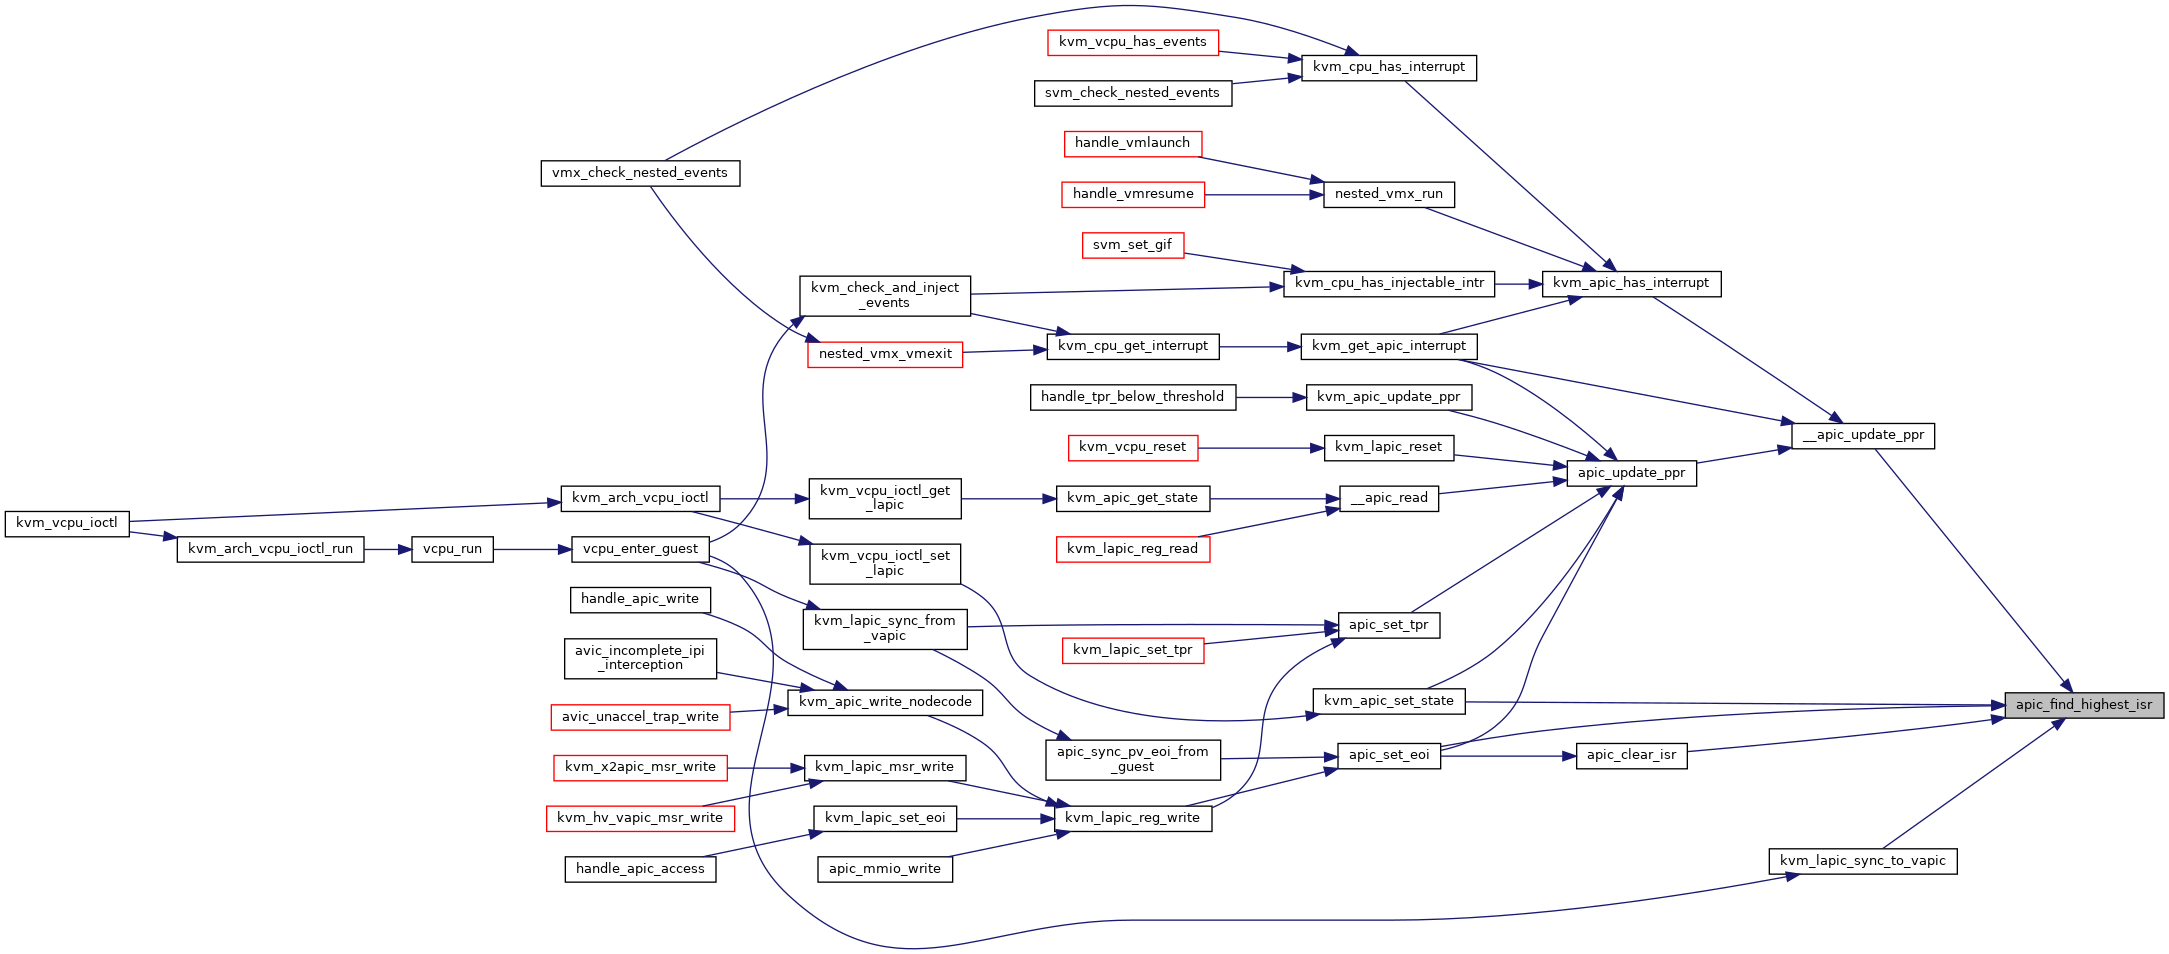 kvm_vcpu_has_events
kvm_cpu_has_interrupt
svm_check_nested_events
handle_vmlaunch
vmx_check_nested_events
handle_vmresume
nested_vmx_run
svm_set_gif
kvm_check_and_inject
_events
kvm_cpu_has_injectable_intr
kvm_apic_has_interrupt
nested_vmx_vmexit
kvm_cpu_get_interrupt
kvm_get_apic_interrupt
handle_tpr_below_threshold
kvm_apic_update_ppr
__apic_update_ppr
kvm_vcpu_reset
kvm_lapic_reset
apic_update_ppr
kvm_arch_vcpu_ioctl
kvm_vcpu_ioctl_get
_lapic
kvm_apic_get_state
__apic_read
kvm_vcpu_ioctl
kvm_arch_vcpu_ioctl_run
vcpu_run
vcpu_enter_guest
kvm_vcpu_ioctl_set
_lapic
kvm_lapic_reg_read
handle_apic_write
kvm_lapic_sync_from
_vapic
apic_set_tpr
avic_incomplete_ipi
_interception
kvm_lapic_set_tpr
kvm_apic_write_nodecode
kvm_apic_set_state
apic_find_highest_isr
avic_unaccel_trap_write
apic_sync_pv_eoi_from
_guest
apic_set_eoi
apic_clear_isr
kvm_x2apic_msr_write
kvm_lapic_msr_write
kvm_hv_vapic_msr_write
kvm_lapic_set_eoi
kvm_lapic_reg_write
handle_apic_access
apic_mmio_write
kvm_lapic_sync_to_vapic